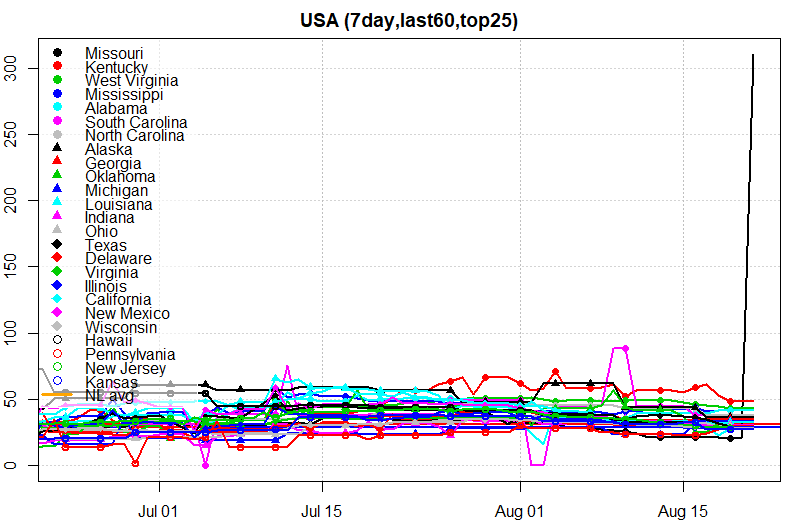 USA (7day,last60,top25)
300
250
200
150
100
50
0
Missouri
Kentucky
West Virginia
Mississippi
Alabama
South Carolina
North Carolina
Alaska
Georgia
Oklahoma
Michigan
Louisiana
Indiana
Ohio
Texas
Delaware
Virginia
Illinois
California
New Mexico
Wisconsin
Hawaii
Pennsylvania
New Jersey
Kansas
NL avg
Jul 01
Jul 15
Aug 01
Aug 15